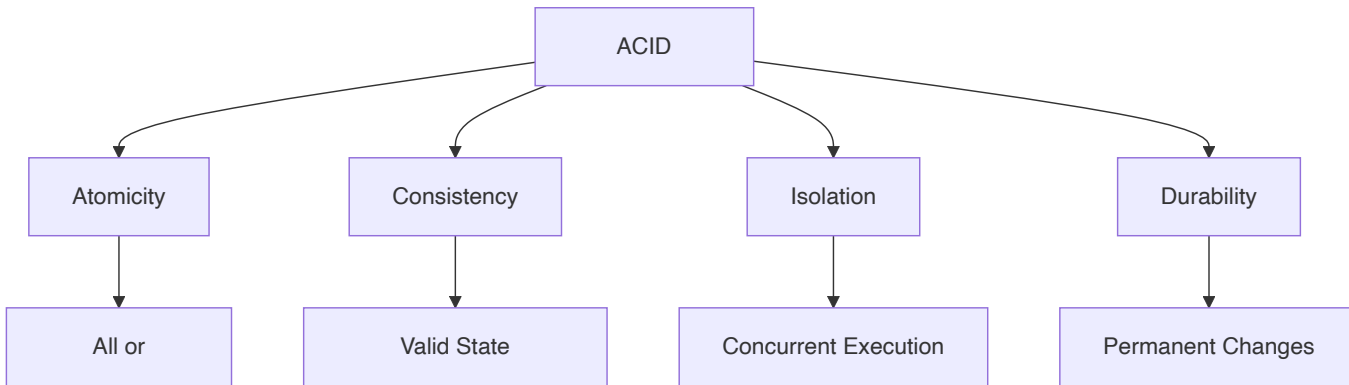 ACID
Atomicity
Consistency
Isolation
Durability
All or
Valid State
Concurrent Execution
Permanent Changes